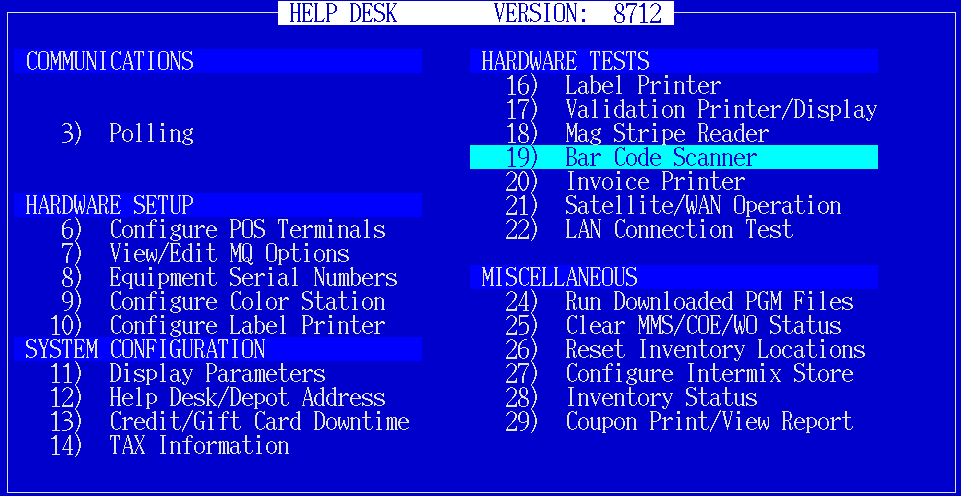 HELP DESK VERSION: 8712
COMMUNICATIONS
3) Polling
HARDWARE SETUP
6) Configure POS Terminals
7) View/Edit MQ Options
8) Equipment Serial Numbers
9) Configure Color Station
10) Configure Label Printer
SYSTEM CONFIGURATION
11) Display Parameters
12) Help Desk/Depot Address
13) Credit/Gift Card Downtime
14) TAX Information
HARDWARE TESTS
16) Label Printer
17) Validation Printer/Display
18) Mag Stripe Reader
19) Bar Code Scanner
20) Invoice Printer
21) Satellite/WAN Operation
22) LAN Connection Test
MISCELLANEOUS
24) Run Downloaded PGM Files
25) Clear MMS/COE/WO Status
26) Reset Inventory Locations
27) Configure Intermix Store
28) Inventory Status
29) Coupon Print/View Report